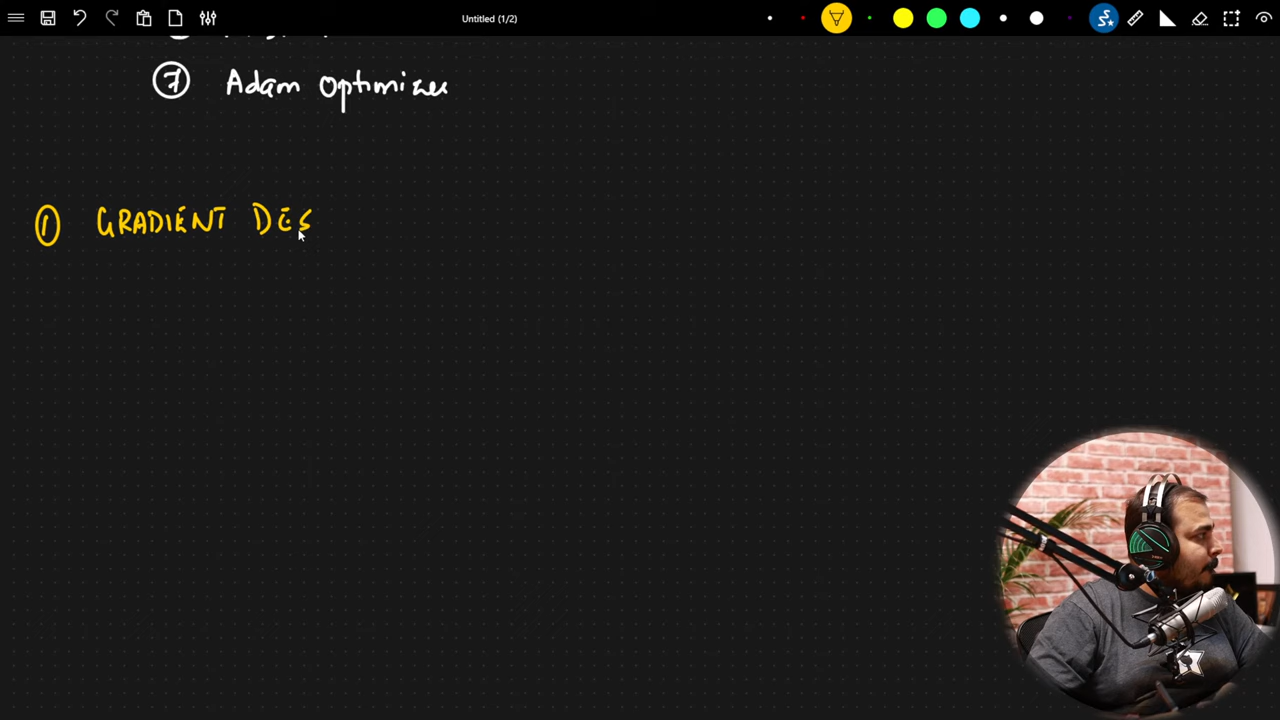 Untitled (1/2)
7 Adam Optimizer
1 GRADIENT DES